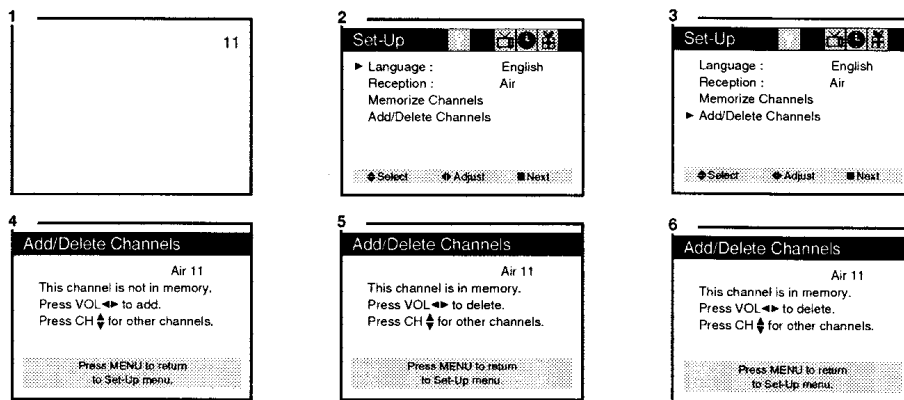 1
11
2
Set-Up
► Language : English
Reception : Air
Memorize Channels
Add/Delete Channels
Select Adjust Next
3
Set-Up
Language : English
Reception : Air
Memorize Channels
► Add/Delete Channels
Select Adjust Next
4
Add/Delete Channels
Air 11
This channel is not in memory.
Press VOL◄► to add.
Press CH▲▼ for other channels.
Press MENU to return
to Set-Up menu.
5
Add/Delete Channels
Air 11
This channel is in memory.
Press VOL◄► to delete.
Press CH▲▼ for other channels.
Press MENU to return
to Set-Up menu.
6
Add/Delete Channels
Air 11
This channel is in memory.
Press VOL◄► to delete.
Press CH▲▼ for other channels.
Press MENU to return
to Set-Up menu.